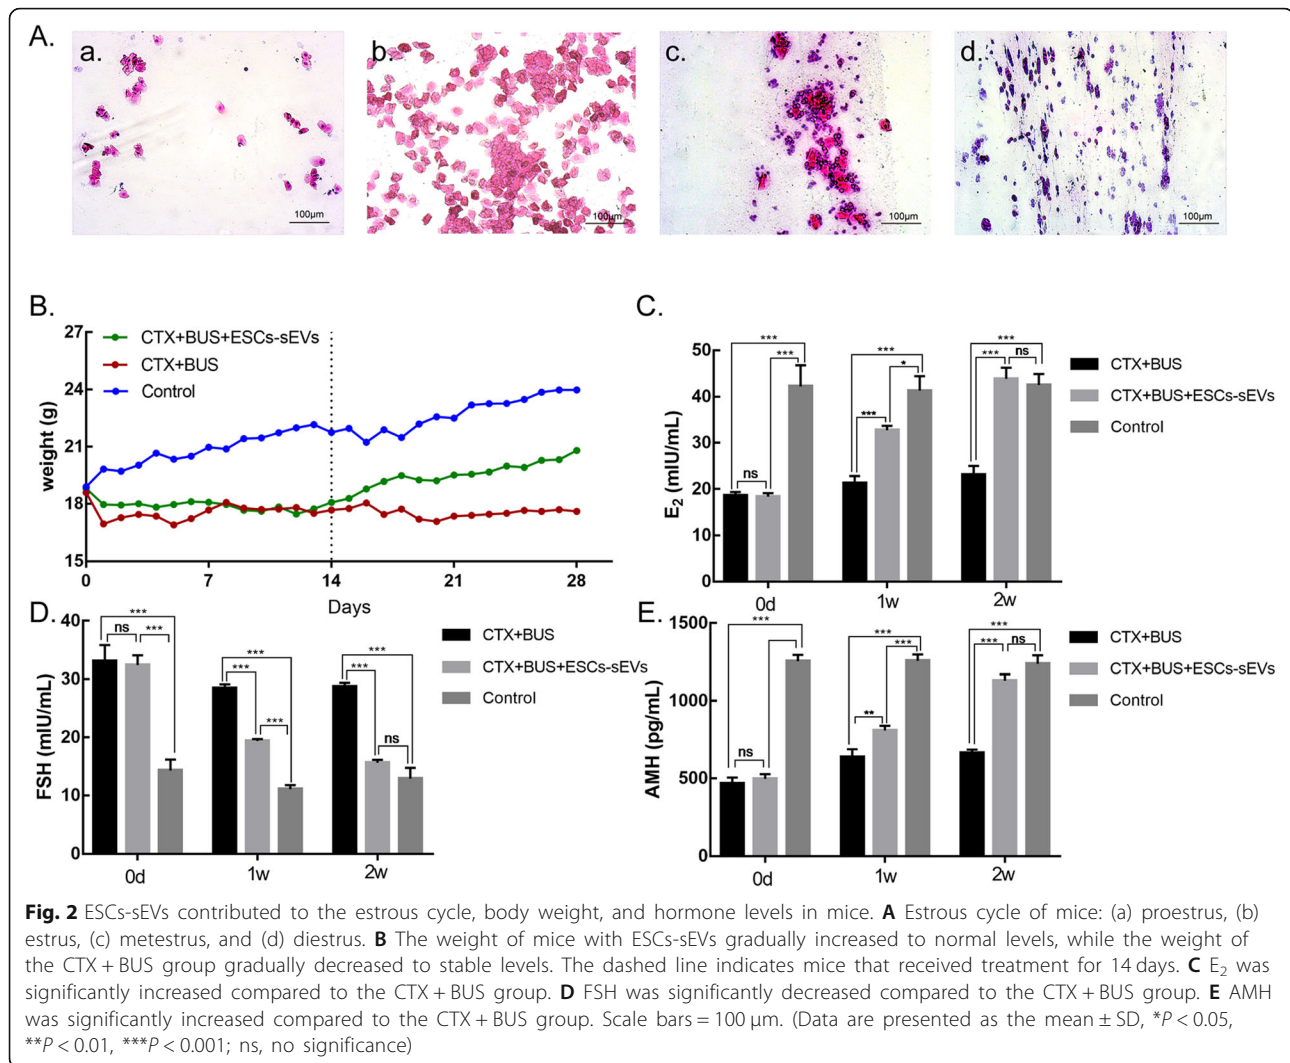 A.
a.
b.
c.
d.
100μm
100μm
100μm
100μm
B.
27
24
21
18
15
weight (g)
CTX+BUS+ESCs-sEVs
CTX+BUS
Control
0
7
14
21
28
Days
C.
50
40
30
20
10
0
E2 (mIU/mL)
***
***
ns
***
*
***
***
***
ns
0d
1w
2w
CTX+BUS
CTX+BUS+ESCs-sEVs
Control
D.
40
30
20
10
0
FSH (mIU/mL)
***
ns
***
***
***
***
***
***
ns
0d
1w
2w
CTX+BUS
CTX+BUS+ESCs-sEVs
Control
E.
1500
1000
500
0
AMH (pg/mL)
***
ns
***
***
**
***
***
ns
0d
1w
2w
CTX+BUS
CTX+BUS+ESCs-sEVs
Control
Fig. 2 ESCs-sEVs contributed to the estrous cycle, body weight, and hormone levels in mice. A Estrous cycle of mice: (a) proestrus, (b)
estrus, (c) metestrus, and (d) diestrus. B The weight of mice with ESCs-sEVs gradually increased to normal levels, while the weight of
the CTX + BUS group gradually decreased to stable levels. The dashed line indicates mice that received treatment for 14 days. C E2 was
significantly increased compared to the CTX + BUS group. D FSH was significantly decreased compared to the CTX + BUS group. E AMH
was significantly increased compared to the CTX + BUS group. Scale bars = 100 μm. (Data are presented as the mean ± SD, *P < 0.05,
**P < 0.01, ***P < 0.001; ns, no significance)